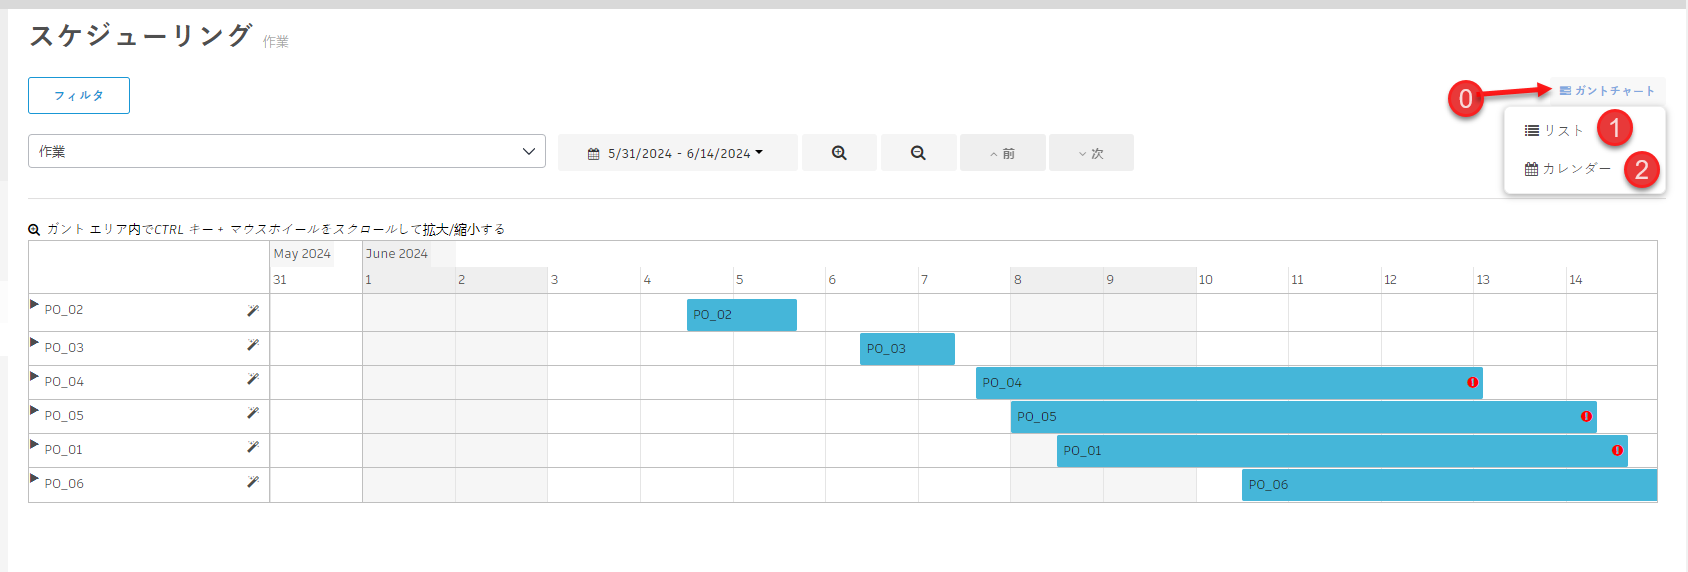 スケジューリング 作業
フィルタ
0 ガントチャート
リスト 1
カレンダー 2
作業 5/31/2024 - 6/14/2024 前 次
ガント エリア内でCTRL キー + マウスホイールをスクロールして拡大/縮小する
May 2024 June 2024
31 1 2 3 4 5 6 7 8 9 10 11 12 13 14
PO_02 PO_02
PO_03 PO_03
PO_04 PO_04
PO_05 PO_05
PO_01 PO_01
PO_06 PO_06